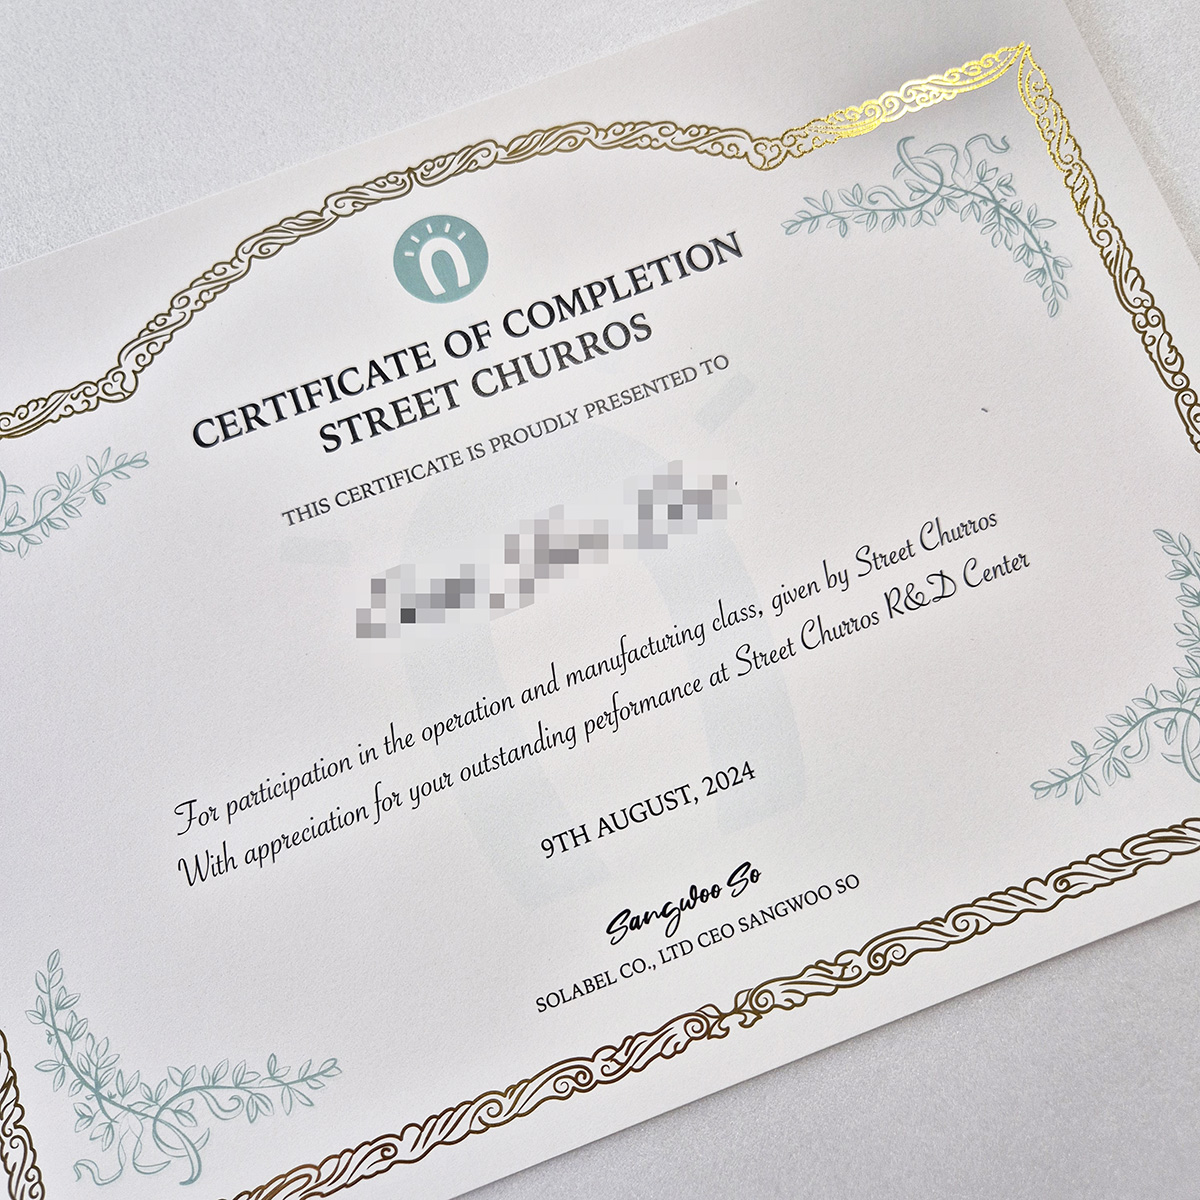 CERTIFICATE OF COMPLETION
STREET CHURROS
THIS CERTIFICATE IS PROUDLY PRESENTED TO
For participation in the operation and manufacturing class, given by Street Churros
With appreciation for your outstanding performance at Street Churros R&D Center
9TH AUGUST, 2024
Sangwoo So
SOLABEL CO., LTD CEO SANGWOO SO